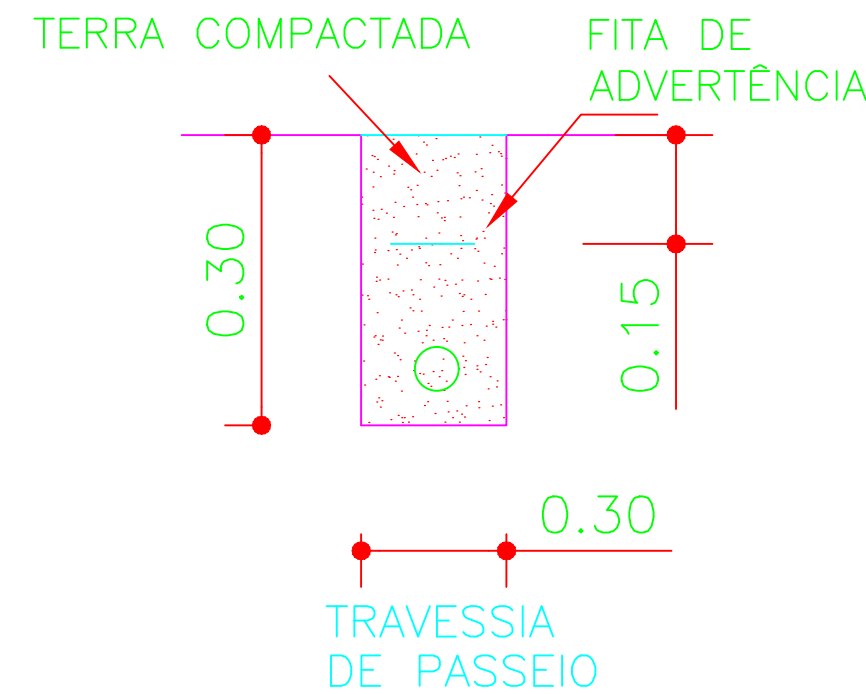 TERRA COMPACTADA
FITA DE
ADVERTÊNCIA
0.30
0.15
0.30
TRAVESSIA
DE PASSEIO